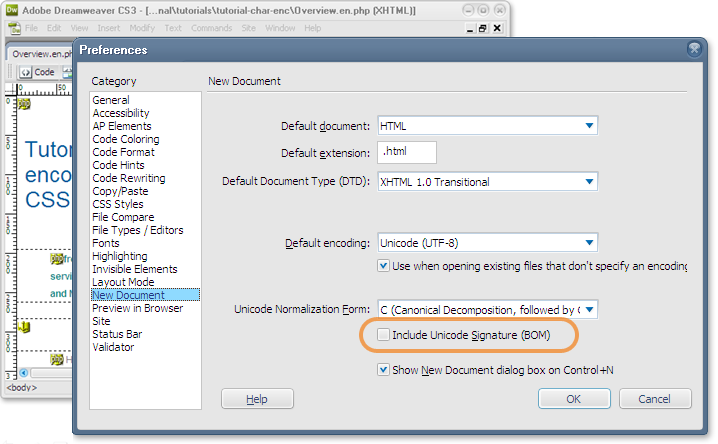 Adobe Dreamweaver CS3 - [...nal\tutorials\tutorial-char-enc\Overview.en.php (XHTML)]
File Edit View Insert Modify Text Commands Site Window
Overview.en.ph
Code
0 50
Tutor
enco
CSS
fro
servi
and M
H
<body>
Preferences
Category
General
Accessibility
AP Elements
Code Coloring
Code Format
Code Hints
Code Rewriting
Copy/Paste
CSS Styles
File Compare
File Types / Editors
Fonts
Highlighting
Invisible Elements
Layout Mode
New Document
Preview in Browser
Site
Status Bar
Validator
New Document
Default document: HTML
Default extension: .html
Default Document Type (DTD): XHTML 1.0 Transitional
Default encoding: Unicode (UTF-8)
Use when opening existing files that don't specify an encoding
Unicode Normalization Form: C (Canonical Decomposition, followed by C
Include Unicode Signature (BOM)
Show New Document dialog box on Control+N
Help OK Cancel